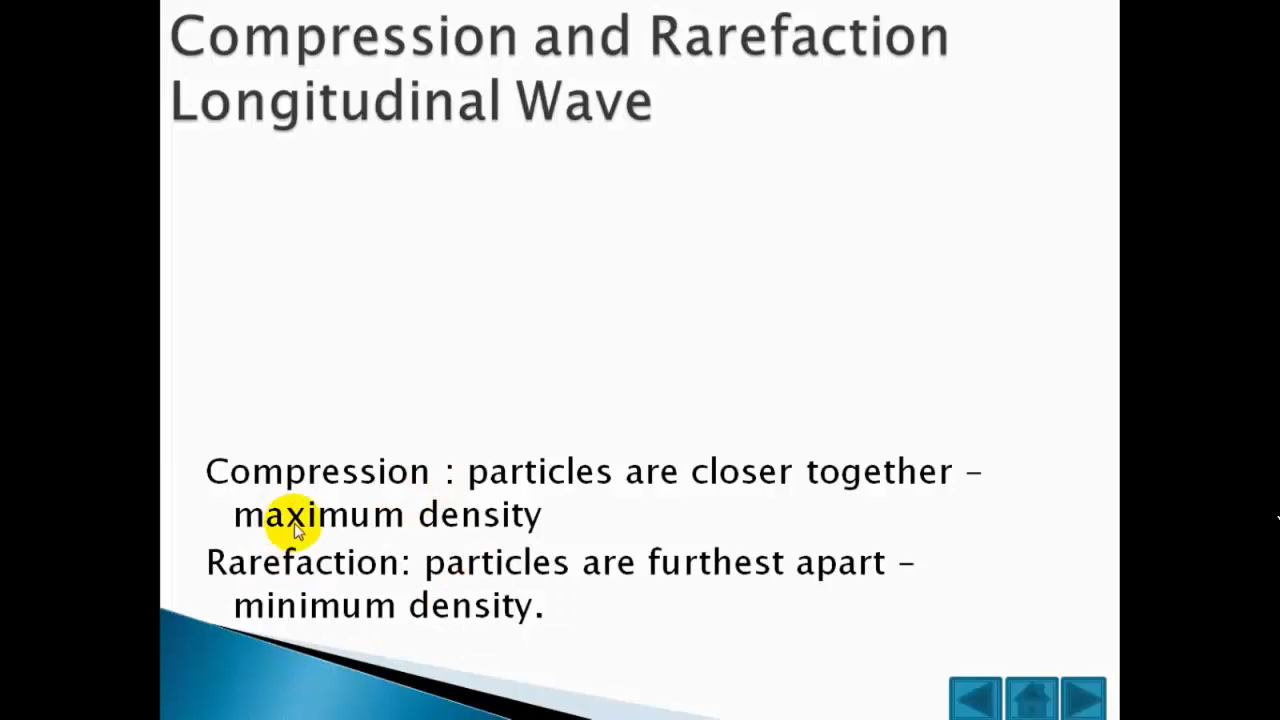 Compression and Rarefaction
Longitudinal Wave
Compression : particles are closer together –
maximum density
Rarefaction: particles are furthest apart –
minimum density.